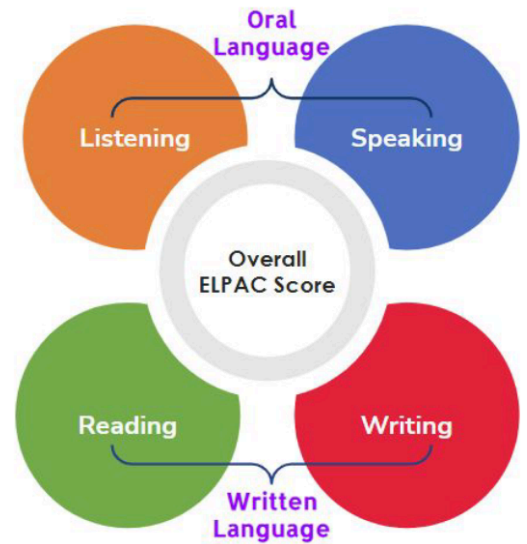 Oral
Language
Listening
Speaking
Overall
ELPAC Score
Reading
Writing
Written
Language